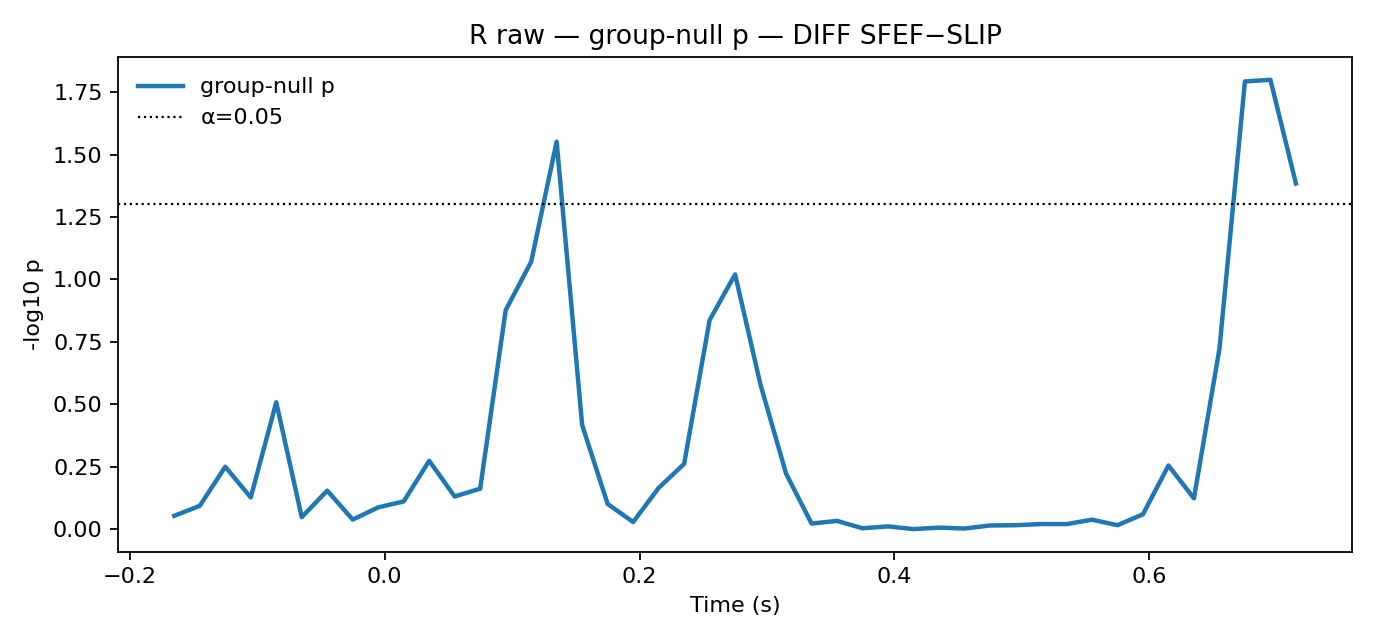 R raw — group-null p — DIFF SFEF−SLIP
group-null p
α=0.05
1.75
1.50
1.25
1.00
0.75
0.50
0.25
0.00
-log10 p
−0.2
0.0
0.2
0.4
0.6
Time (s)